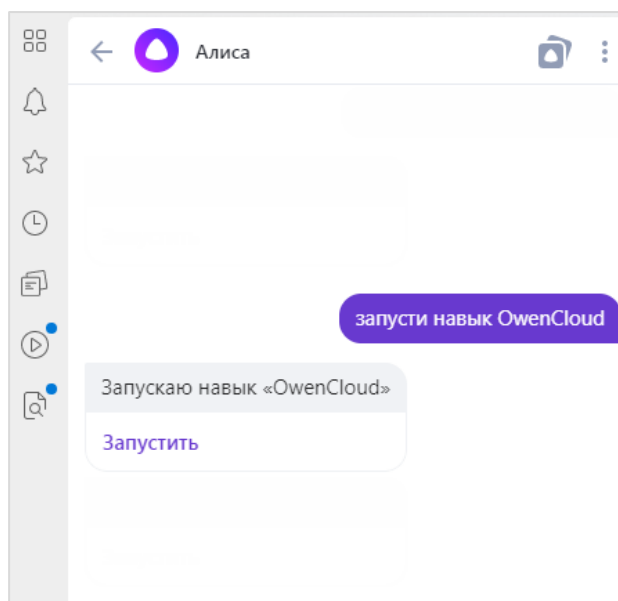 Алиса
запусти навык OwenCloud
Запускаю навык «OwenCloud»
Запустить